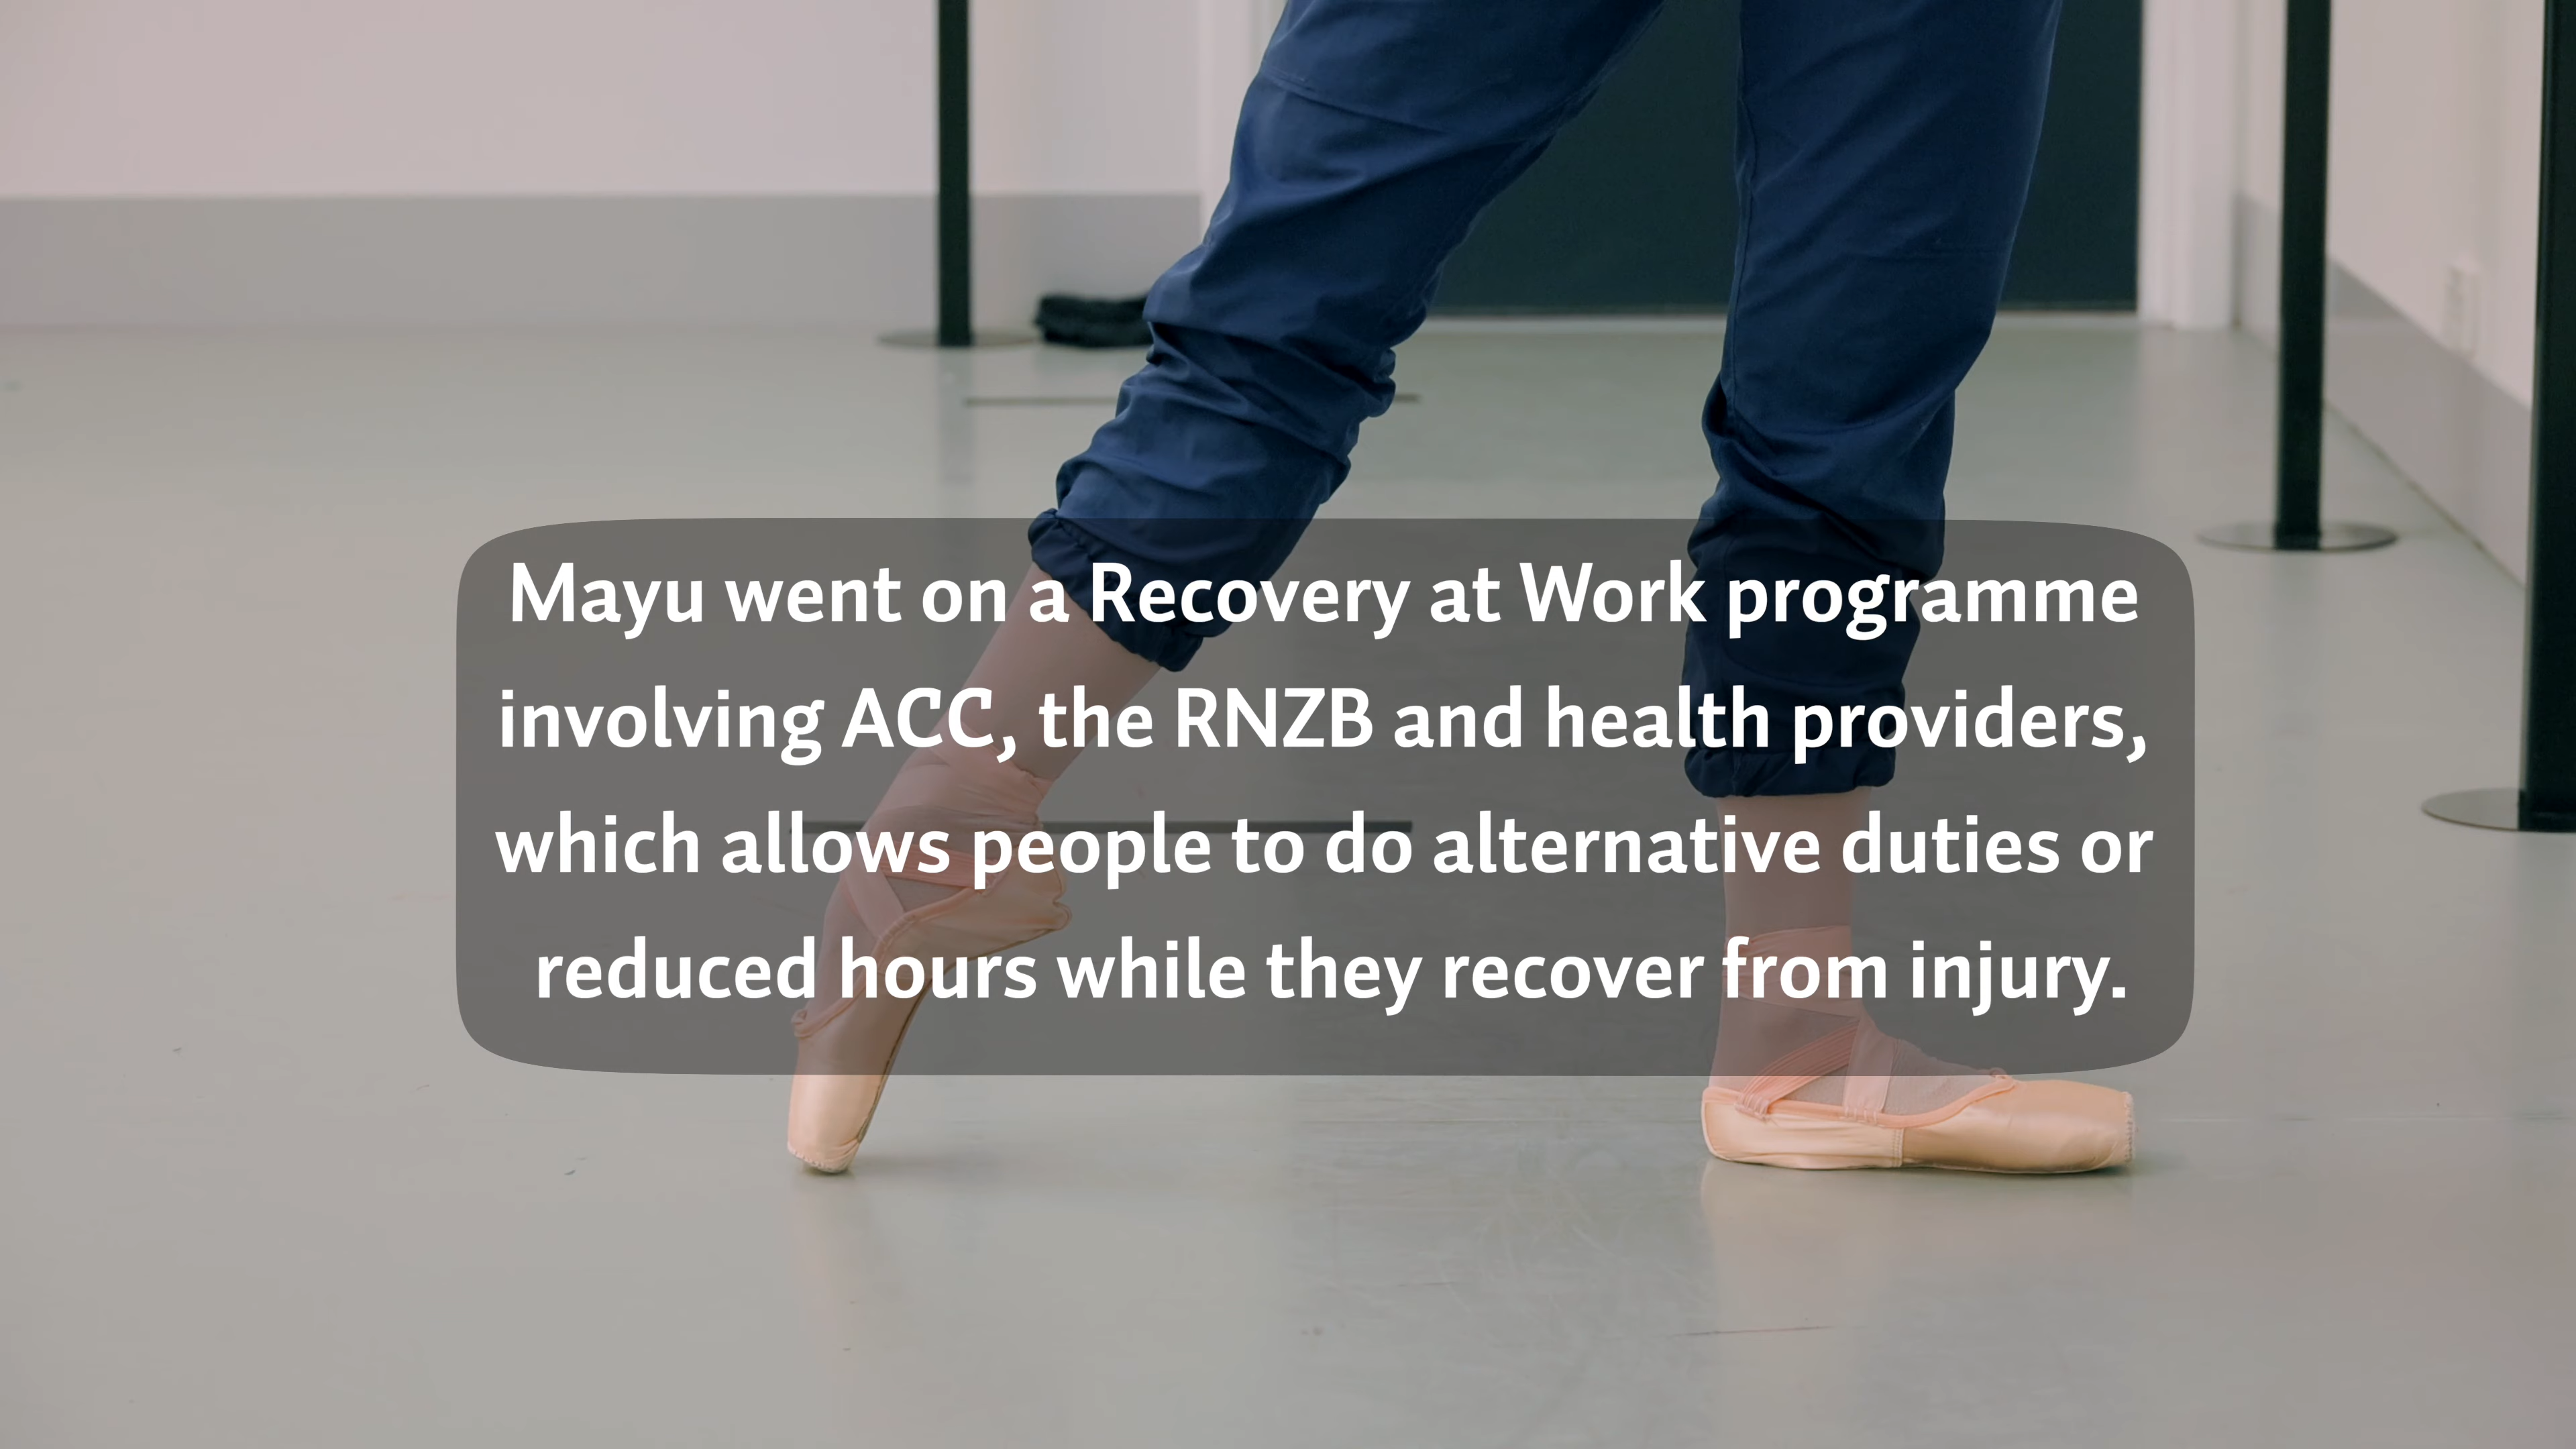 Mayu went on a Recovery at Work programme
involving ACC, the RNZB and health providers,
which allows people to do alternative duties or
reduced hours while they recover from injury.